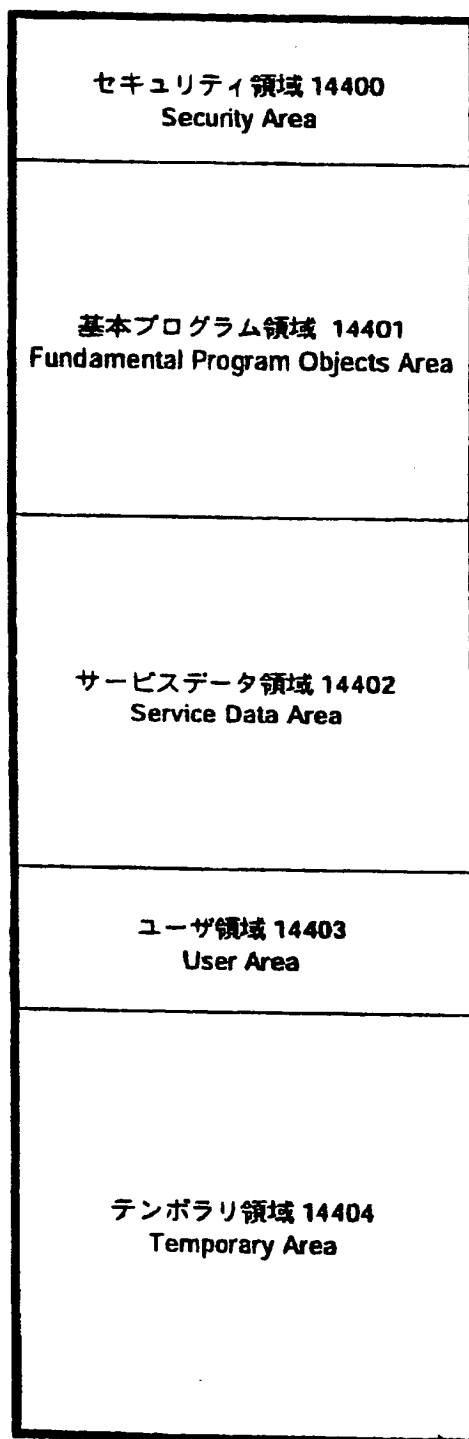 セキュリティ領域 14400
Security Area
基本プログラム領域 14401
Fundamental Program Objects Area
サービスデータ領域 14402
Service Data Area
ユーザ領域 14403
User Area
テンポラリ領域 14404
Temporary Area